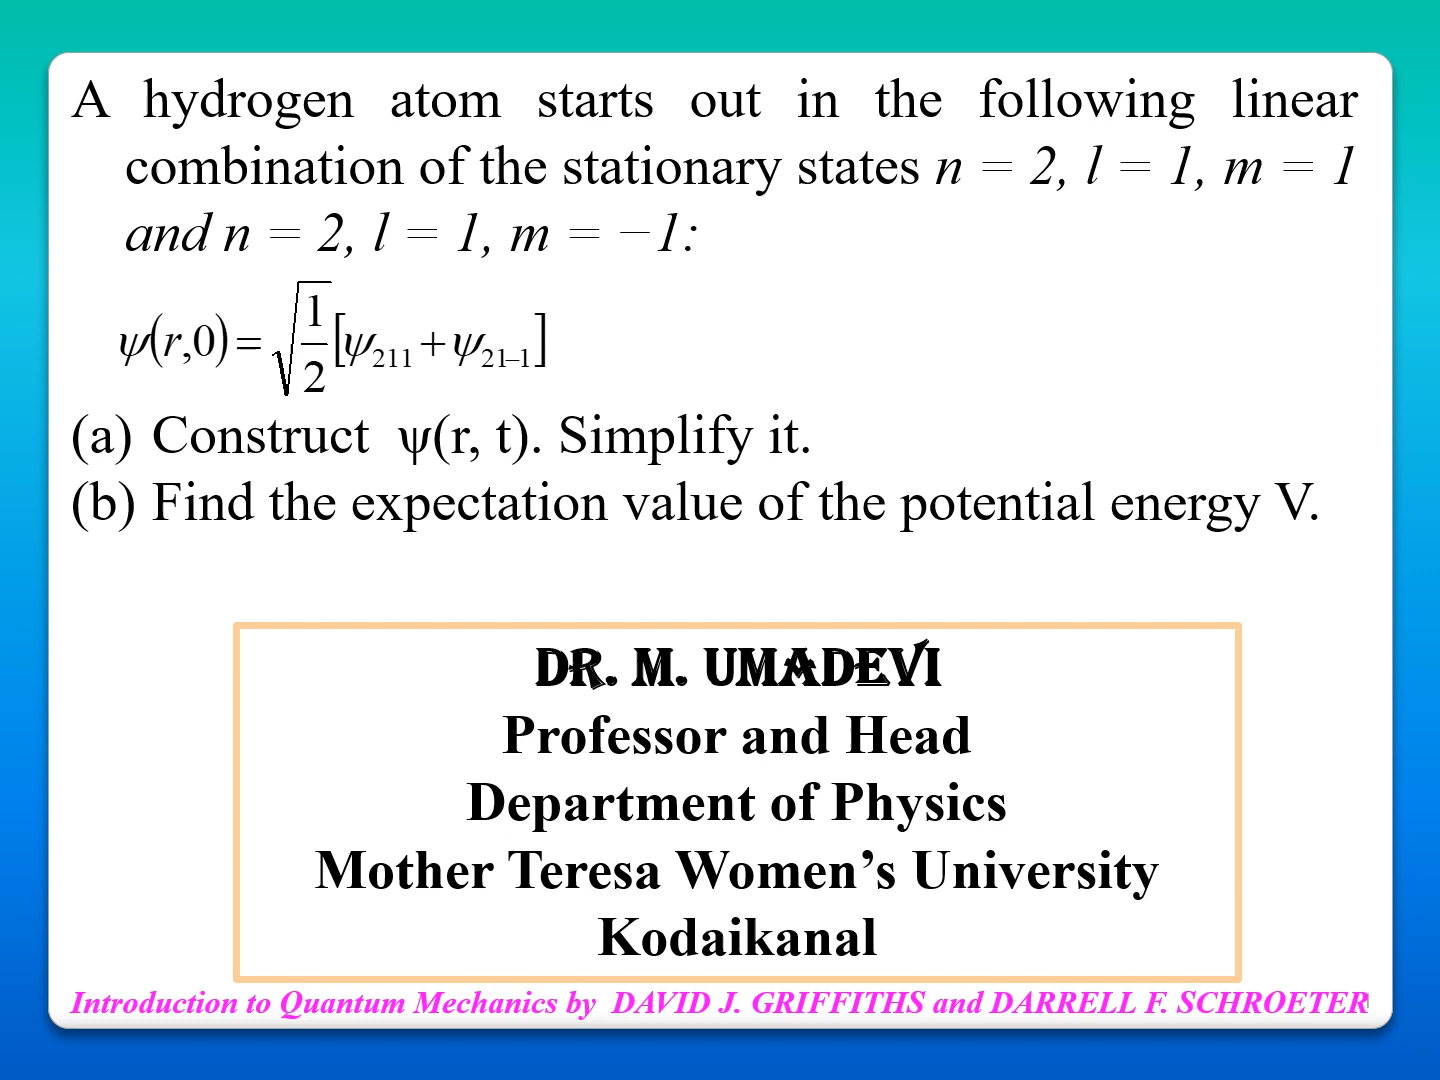 A hydrogen atom starts out in the following linear
combination of the stationary states n = 2, l = 1, m = 1
and n = 2, l = 1, m = −1:
ψ(r,0) = √(1/2) [ψ₂₁₁ + ψ₂₁₋₁]
(a) Construct ψ(r, t). Simplify it.
(b) Find the expectation value of the potential energy V.
DR. M. UMADEVI
Professor and Head
Department of Physics
Mother Teresa Women’s University
Kodaikanal
Introduction to Quantum Mechanics by DAVID J. GRIFFITHS and DARRELL F. SCHROETER